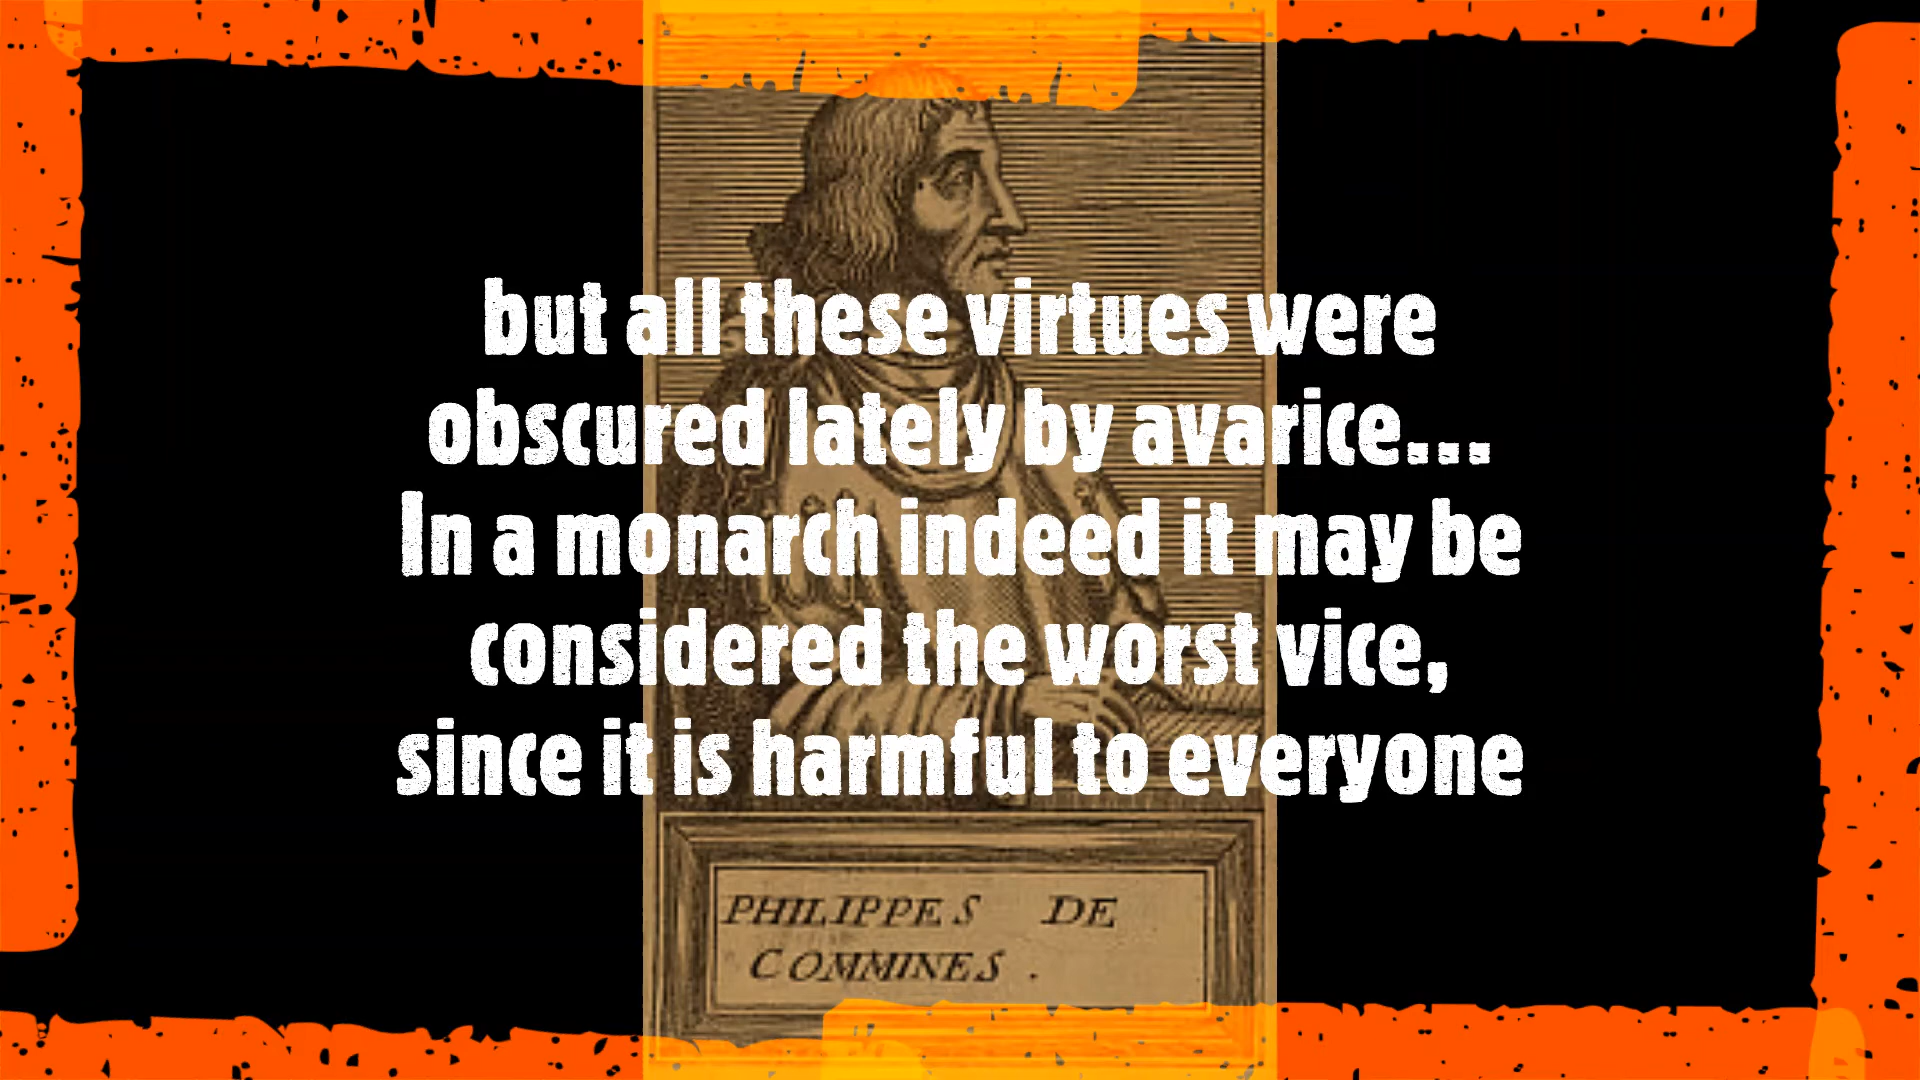 but all these virtues were
obscured lately by avarice...
In a monarch indeed it may be
considered the worst vice,
since it is harmful to everyone
PHILIPPES DE
COMMINES .